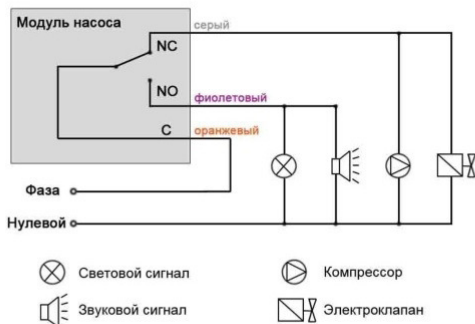 Модуль насоса
серый
NC
NO
фиолетовый
C
оранжевый
Фаза
Нулевой
Световой сигнал
Компрессор
Звуковой сигнал
Электроклапан